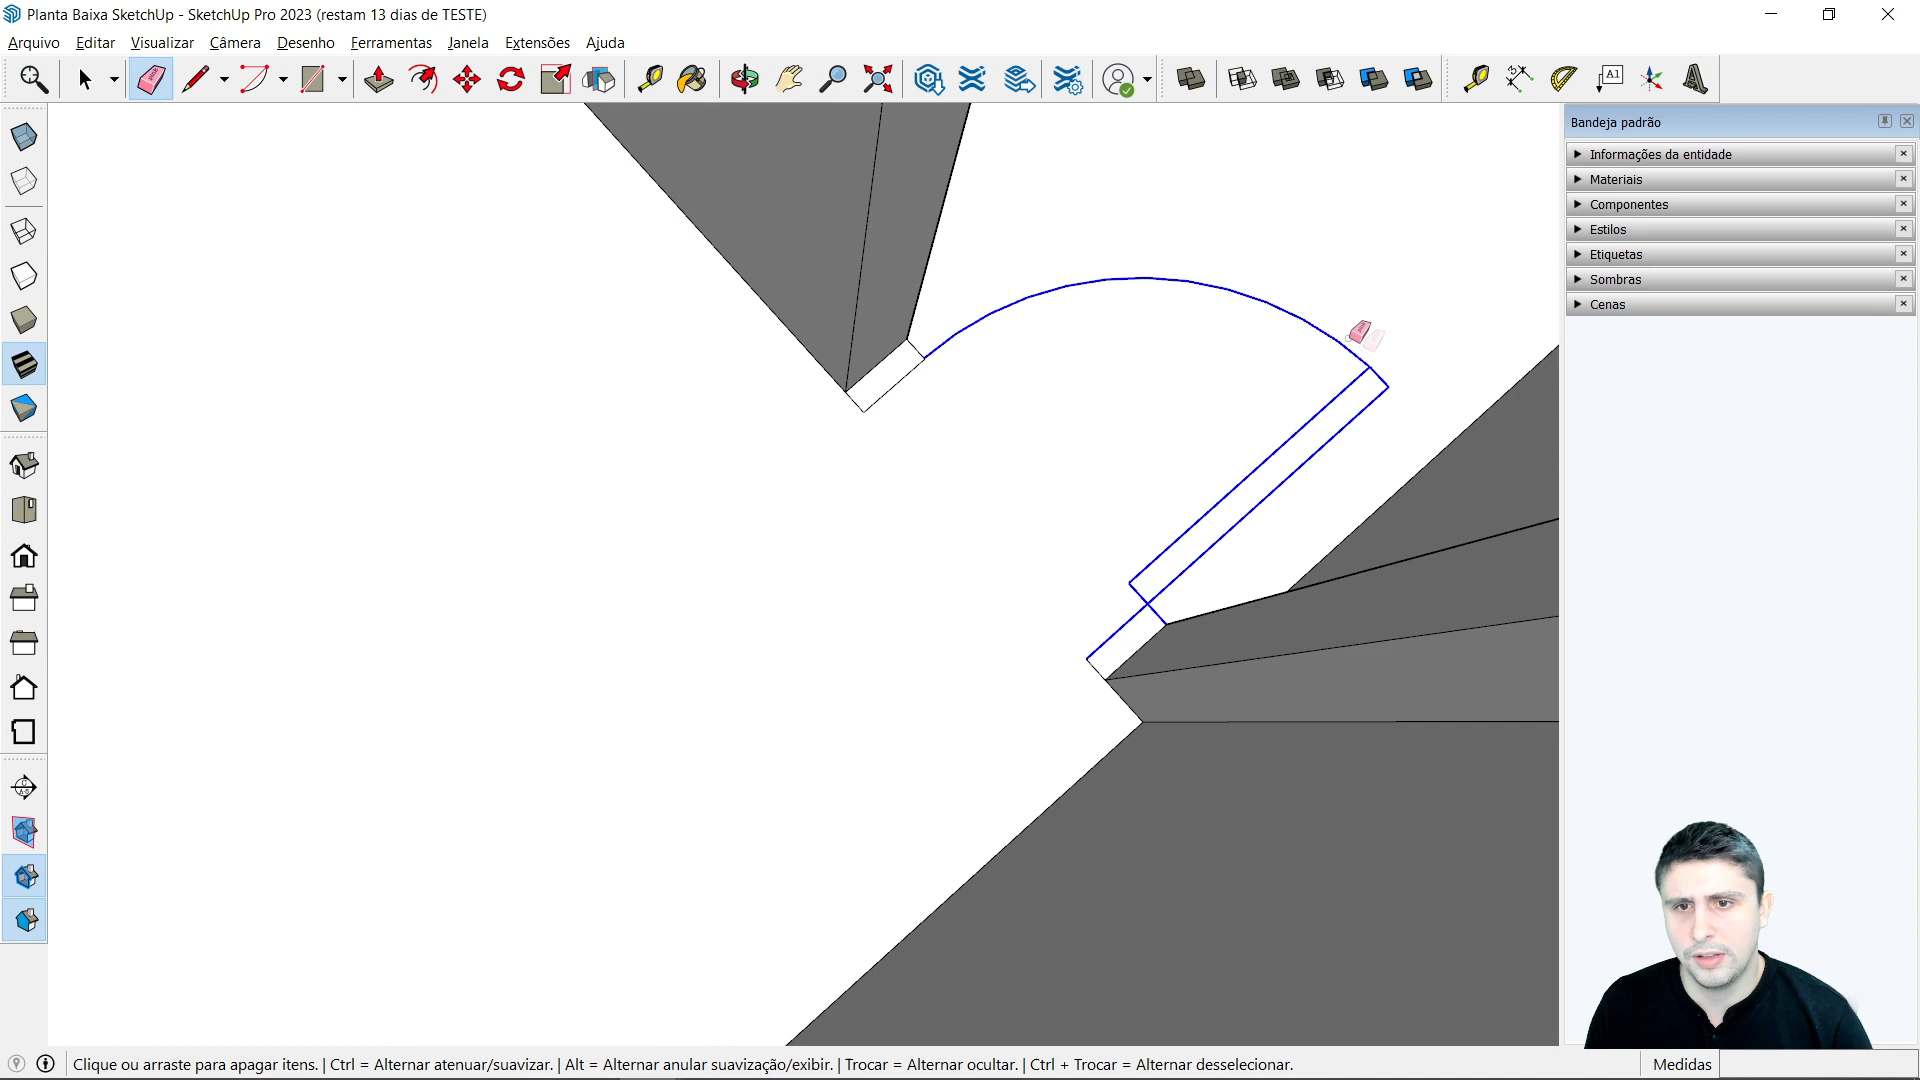 Planta Baixa SketchUp - SketchUp Pro 2023 (restam 13 dias de TESTE)
Arquivo Editar Visualizar Câmera Desenho Ferramentas Janela Extensões Ajuda
A1
Bandeja padrão
Informações da entidade
Materiais
Componentes
Estilos
Etiquetas
Sombras
Cenas
Clique ou arraste para apagar itens. | Ctrl = Alternar atenuar/suavizar. | Alt = Alternar anular suavização/exibir. | Trocar = Alternar ocultar. | Ctrl + Trocar = Alternar desselecionar.
Medidas